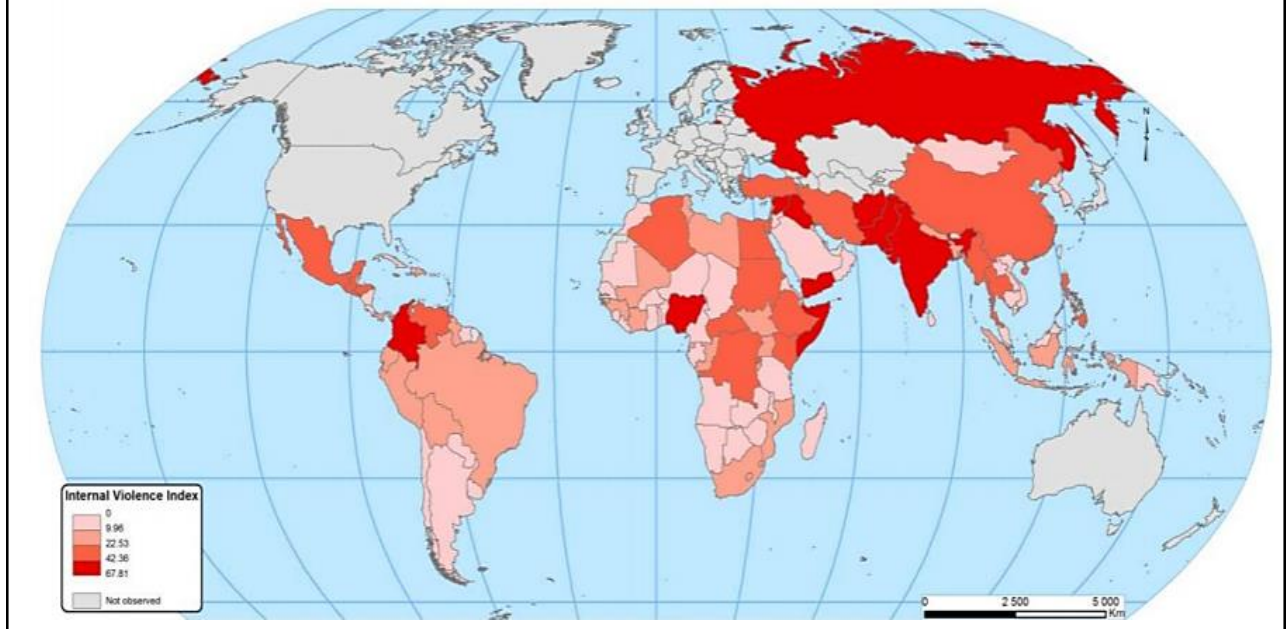 N
Internal Violence Index
0
9.96
22.53
42.36
67.81
Not observed
0 2 500 5 000
Km